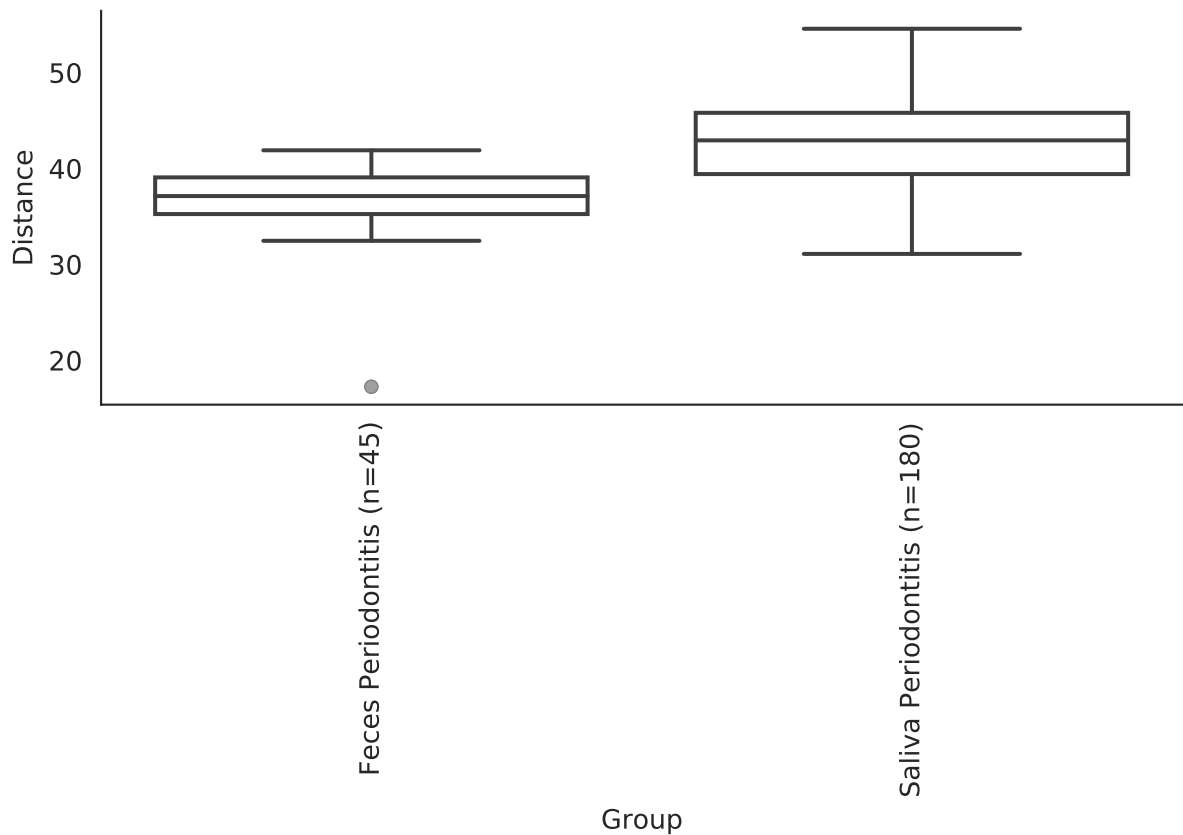 Distance
50
40
30
20
Feces Periodontitis (n=45)
Saliva Periodontitis (n=180)
Group